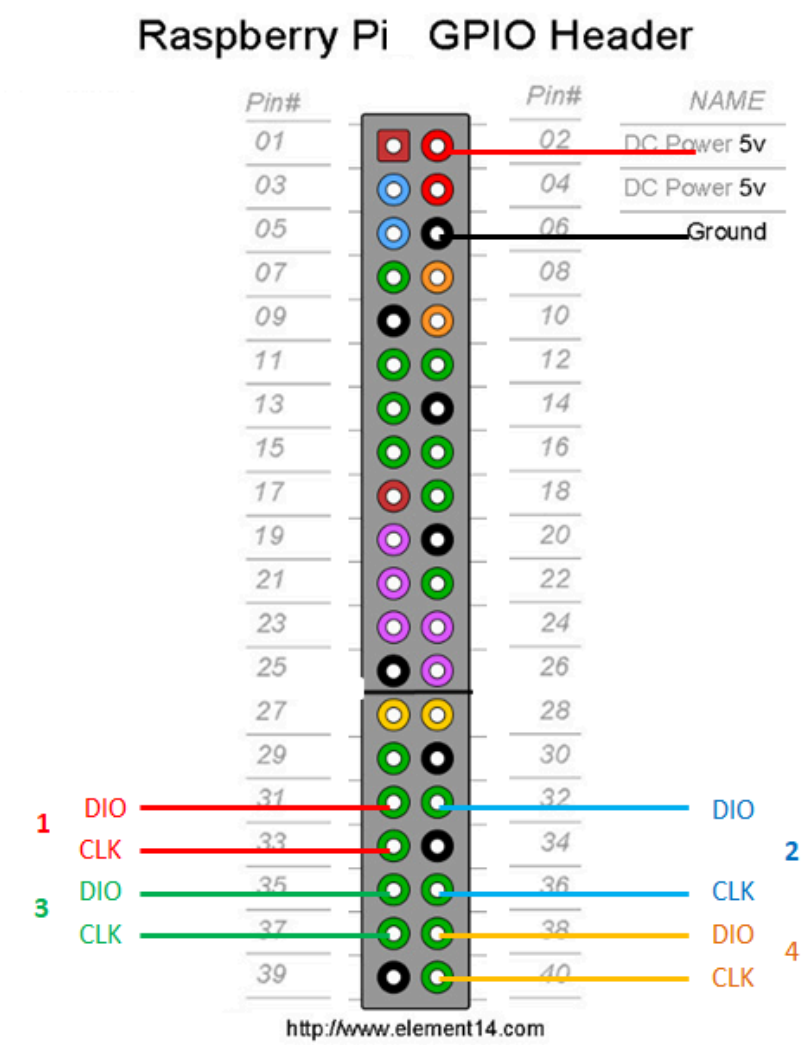 Raspberry Pi GPIO Header
Pin# Pin# NAME
01 02 DC Power 5v
03 04 DC Power 5v
05 06 Ground
07 08
09 10
11 12
13 14
15 16
17 18
19 20
21 22
23 24
25 26
27 28
29 30
DIO 31 32 DIO
1 2
CLK 33 34
DIO 35 36 CLK
3 4
CLK 37 38 DIO
39 40 CLK
http://www.element14.com